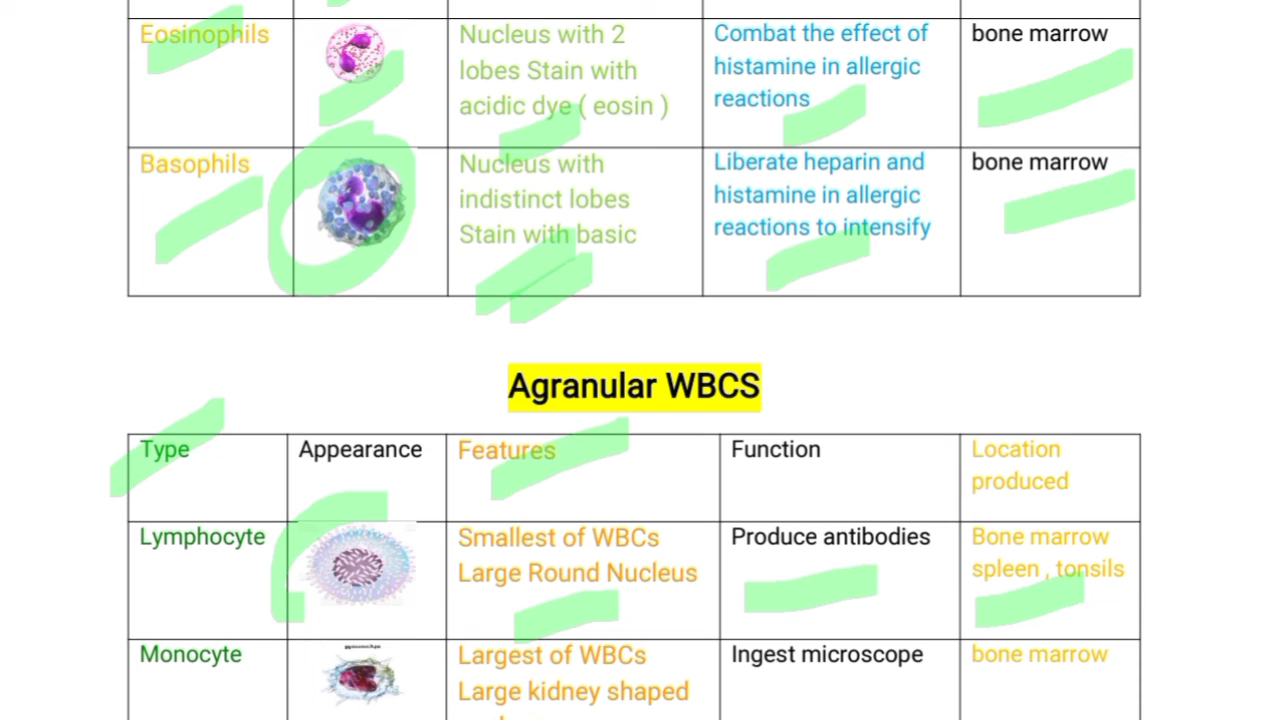 Eosinophils
Nucleus with 2
lobes Stain with
acidic dye ( eosin )
Combat the effect of
histamine in allergic
reactions
bone marrow
Basophils
Nucleus with
indistinct lobes
Stain with basic
Liberate heparin and
histamine in allergic
reactions to intensify
bone marrow
Agranular WBCS
Type
Appearance
Features
Function
Location
produced
Lymphocyte
Smallest of WBCs
Large Round Nucleus
Produce antibodies
Bone marrow
spleen , tonsils
Monocyte
Largest of WBCs
Large kidney shaped
Ingest microscope
bone marrow